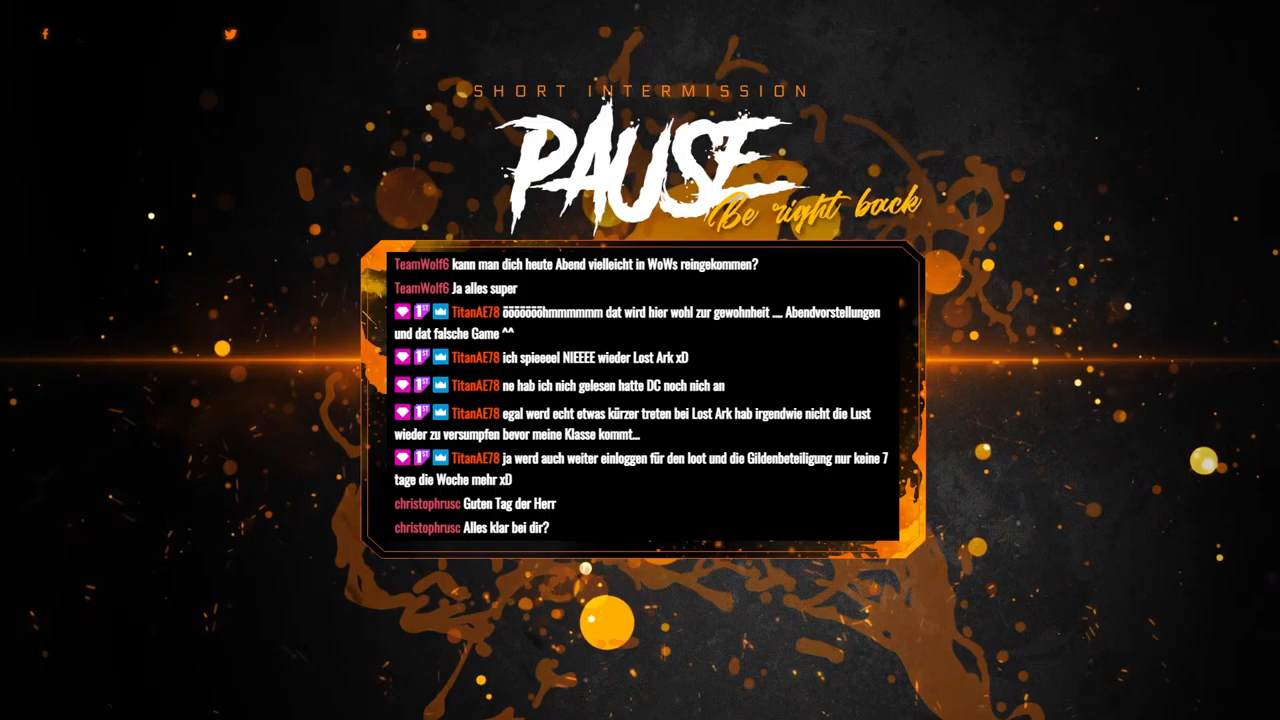 SHORT INTERMISSION
PAUSE
Be right back
TeamWolf6 kann man dich heute Abend vielleicht in WoWs reingekommen?
TeamWolf6 Ja alles super
1ST TitanAE78 öööööööhmmmmmm dat wird hier wohl zur gewohnheit .... Abendvorstellungen
und dat falsche Game ^^
1ST TitanAE78 ich spieeeel NIEEEE wieder Lost Ark xD
1ST TitanAE78 ne hab ich nich gelesen hatte DC noch nich an
1ST TitanAE78 egal werd echt etwas kürzer treten bei Lost Ark hab irgendwie nicht die Lust
wieder zu versumpfen bevor meine Klasse kommt...
1ST TitanAE78 ja werd auch weiter einloggen für den loot und die Gildenbeteiligung nur keine 7
tage die Woche mehr xD
christophrusc Guten Tag der Herr
christophrusc Alles klar bei dir?